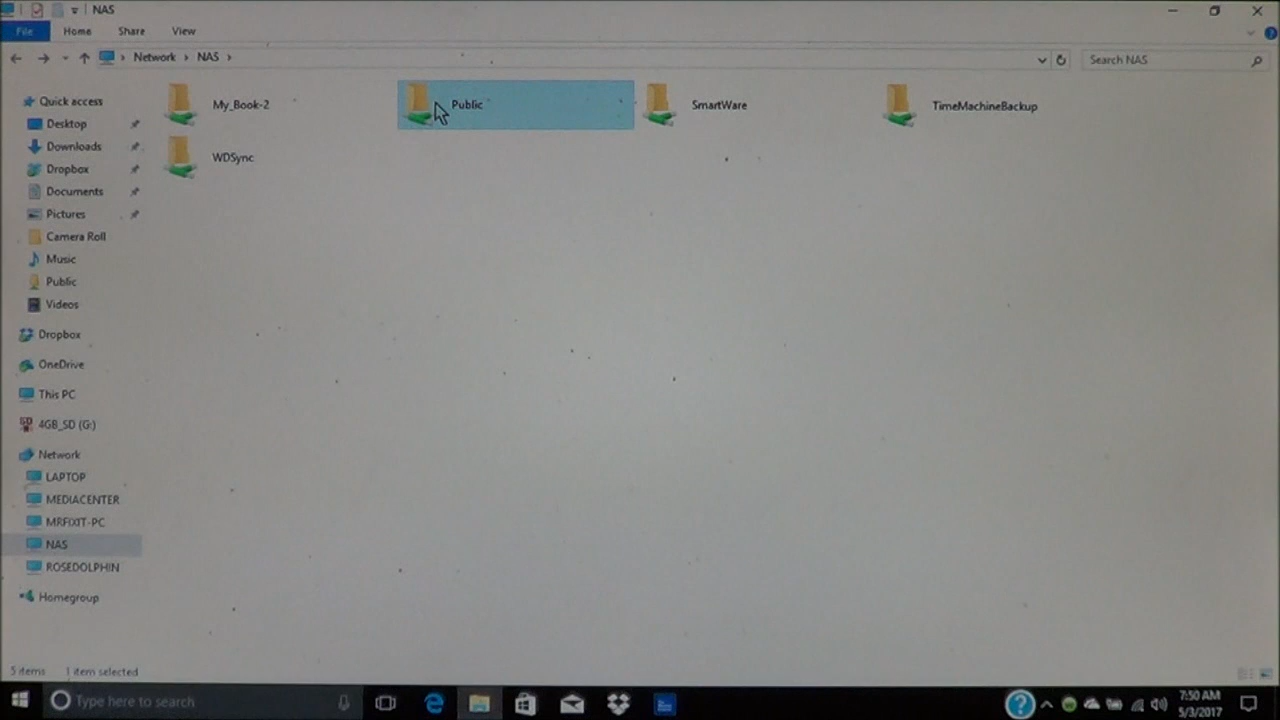 NAS
File Home Share View
Network > NAS >
Search NAS
Quick access
Desktop
Downloads
Dropbox
Documents
Pictures
Camera Roll
Music
Public
Videos
Dropbox
OneDrive
This PC
4GB_SD (G:)
Network
LAPTOP
MEDIACENTER
MRFIXIT-PC
NAS
ROSEDOLPHIN
Homegroup
My_Book-2 Public SmartWare TimeMachineBackup
WDSync
5 items 1 item selected
Type here to search
7:50 AM
5/3/2017